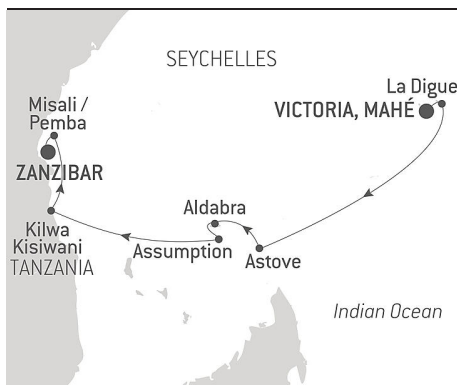 SEYCHELLES
La Digue
VICTORIA, MAHÉ
Misali /
Pemba
ZANZIBAR
Aldabra
Kilwa
Kisiwani
TANZANIA
Assumption
Astove
Indian Ocean